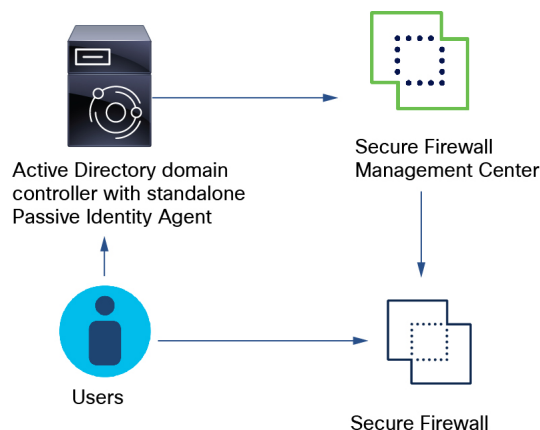 Active Directory domain
controller with standalone
Passive Identity Agent
Secure Firewall
Management Center
Users
Secure Firewall